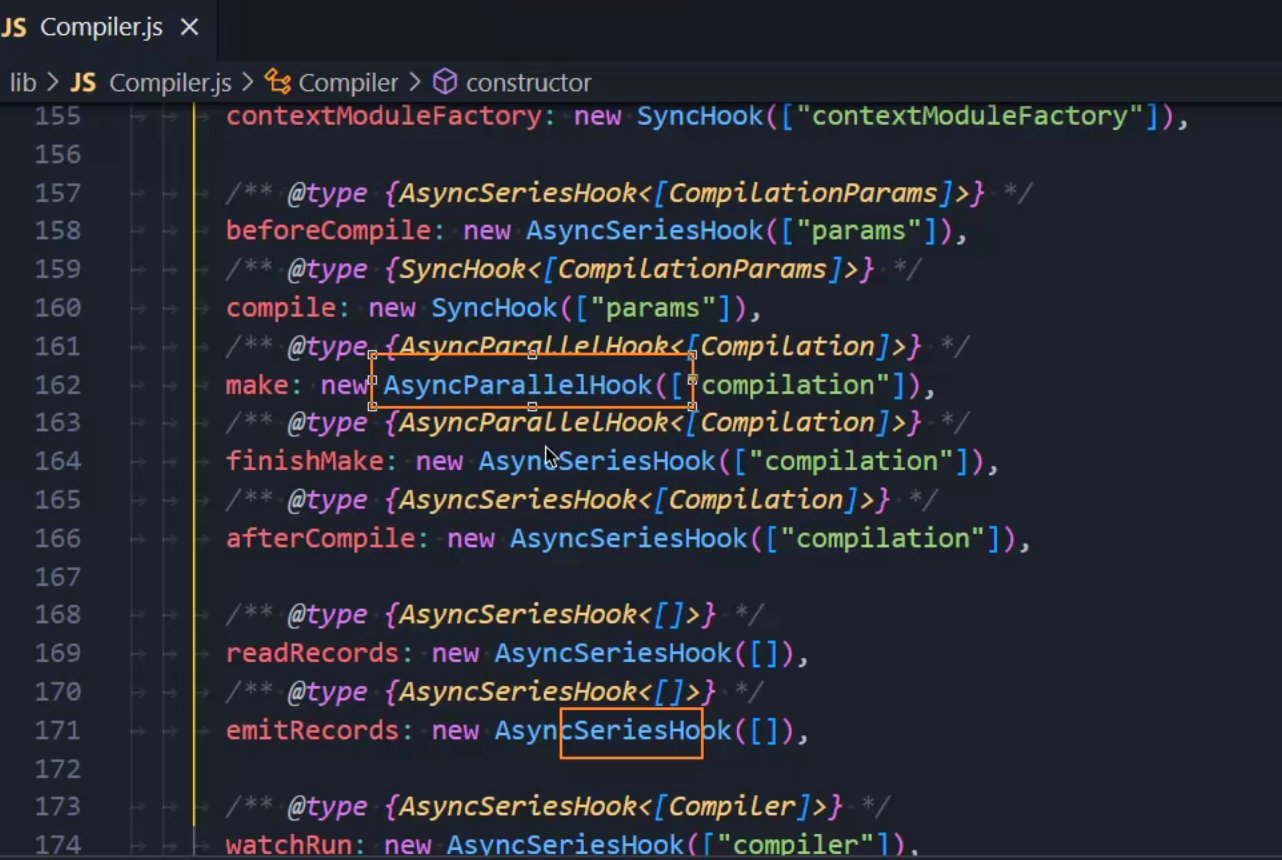 JS Compiler.js ×
lib > JS Compiler.js > Compiler > constructor
155 contextModuleFactory: new SyncHook(["contextModuleFactory"]),
156
157 /** @type {AsyncSeriesHook<[CompilationParams]>} */
158 beforeCompile: new AsyncSeriesHook(["params"]),
159 /** @type {SyncHook<[CompilationParams]>} */
160 compile: new SyncHook(["params"]),
161 /** @type {AsyncParallelHook<[Compilation]>} */
162 make: new AsyncParallelHook(["compilation"]),
163 /** @type {AsyncParallelHook<[Compilation]>} */
164 finishMake: new AsyncSeriesHook(["compilation"]),
165 /** @type {AsyncSeriesHook<[Compilation]>} */
166 afterCompile: new AsyncSeriesHook(["compilation"]),
167
168 /** @type {AsyncSeriesHook<[]>} */
169 readRecords: new AsyncSeriesHook([]),
170 /** @type {AsyncSeriesHook<[]>} */
171 emitRecords: new AsyncSeriesHook([]),
172
173 /** @type {AsyncSeriesHook<[Compiler]>} */
174 watchRun: new AsyncSeriesHook(["compiler"]),